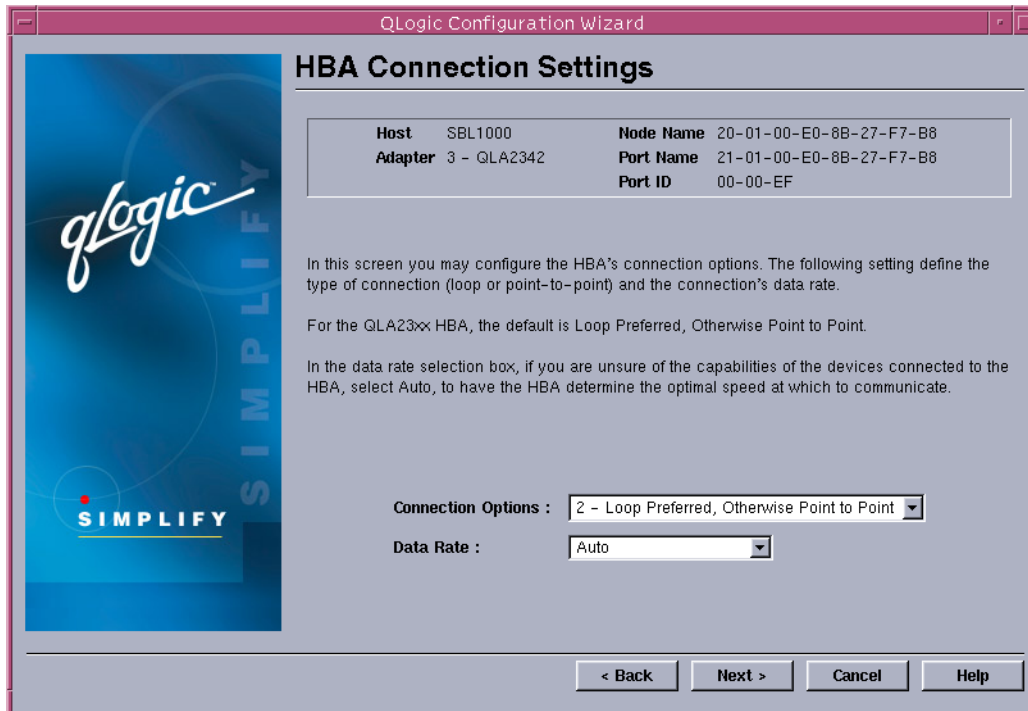 QLogic Configuration Wizard
HBA Connection Settings
Host SBL1000 Node Name 20-01-00-E0-8B-27-F7-B8
Adapter 3 - QLA2342 Port Name 21-01-00-E0-8B-27-F7-B8
Port ID 00-00-EF
qlogic™
SIMPLIFY
SIMPLIFY
In this screen you may configure the HBA's connection options. The following setting define the
type of connection (loop or point-to-point) and the connection's data rate.
For the QLA23xx HBA, the default is Loop Preferred, Otherwise Point to Point.
In the data rate selection box, if you are unsure of the capabilities of the devices connected to the
HBA, select Auto, to have the HBA determine the optimal speed at which to communicate.
Connection Options : 2 - Loop Preferred, Otherwise Point to Point
Data Rate : Auto
< Back Next > Cancel Help